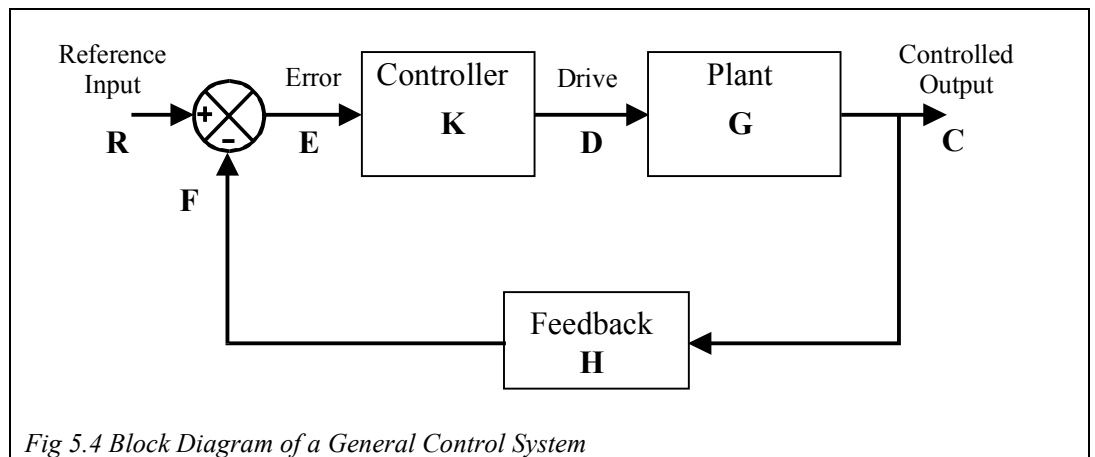 Reference
Input
R
+
-
F
Error
E
Controller
K
Drive
D
Plant
G
Controlled
Output
C
Feedback
H
Fig 5.4 Block Diagram of a General Control System